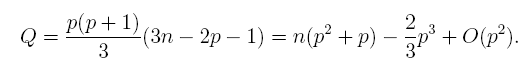 Q = \frac{p(p+1)}{3}(3n - 2p - 1) = n(p^2 + p) - \frac{2}{3}p^3 + O(p^2).